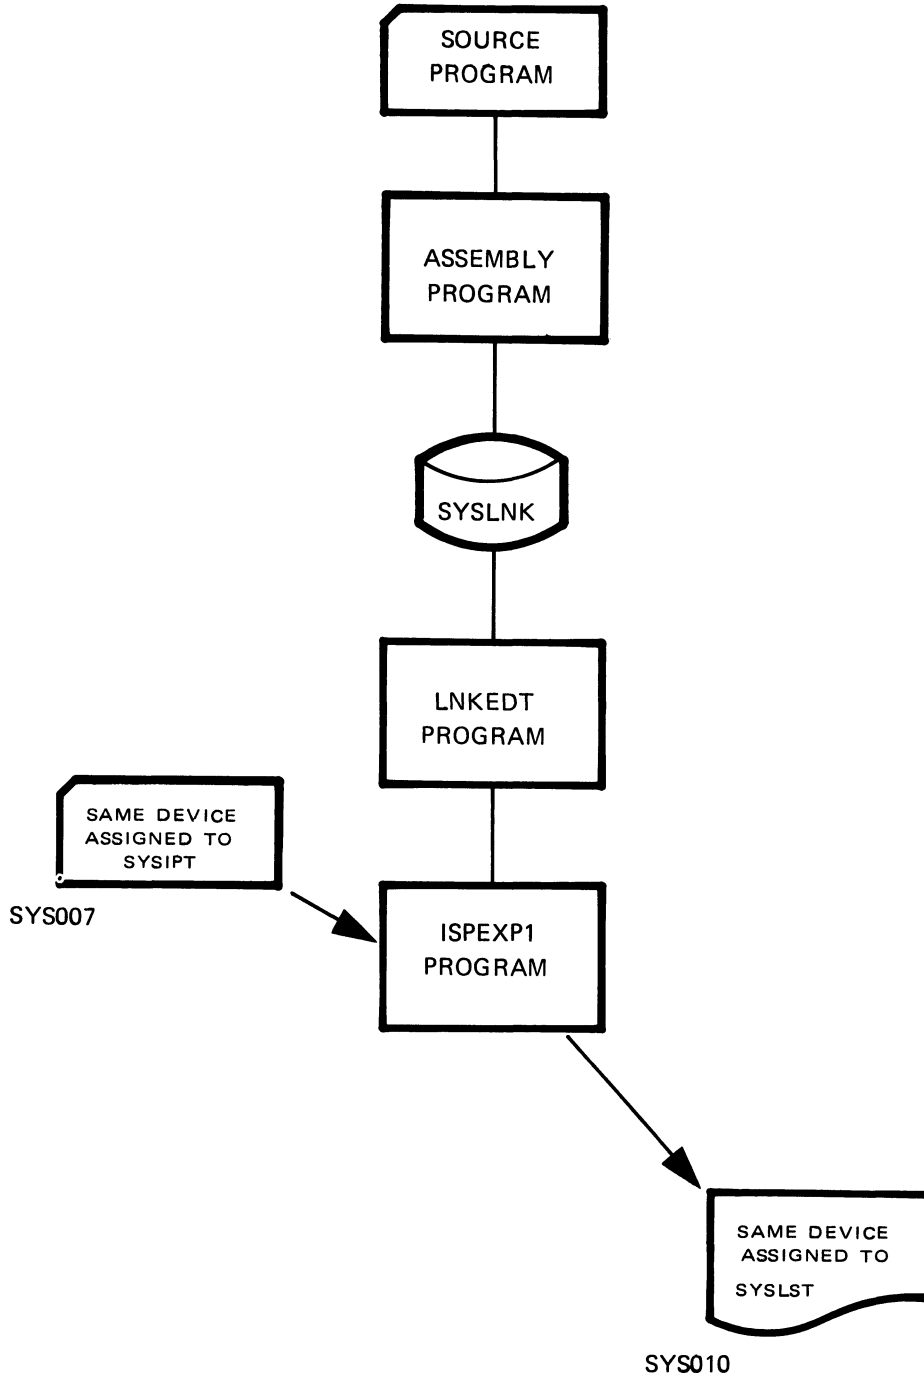 SOURCE
PROGRAM
ASSEMBLY
PROGRAM
SYSLNK
LNKEDT
PROGRAM
SAME DEVICE
ASSIGNED TO
SYSIPT
SYS007
ISPEXP1
PROGRAM
SAME DEVICE
ASSIGNED TO
SYSLST
SYS010